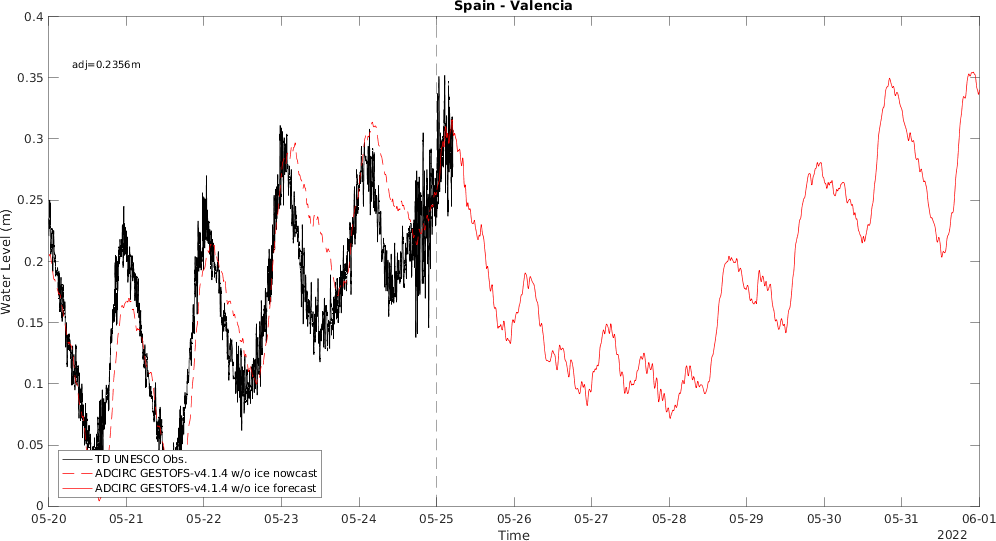 Spain - Valencia
0.4
0.35
0.3
0.25
0.2
0.15
0.1
0.05
0
Water Level (m)
adj=0.2356m
TD UNESCO Obs.
ADCIRC GESTOFS-v4.1.4 w/o ice nowcast
ADCIRC GESTOFS-v4.1.4 w/o ice forecast
05-20 05-21 05-22 05-23 05-24 05-25 05-26 05-27 05-28 05-29 05-30 05-31 06-01
Time
2022